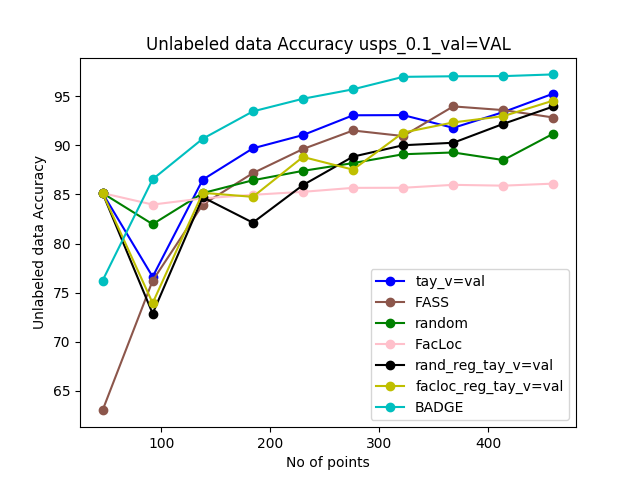 Unlabeled data Accuracy usps_0.1_val=VAL
Unlabeled data Accuracy
95
90
85
80
75
70
65
100
200
300
400
No of points
tay_v=val
FASS
random
FacLoc
rand_reg_tay_v=val
facloc_reg_tay_v=val
BADGE